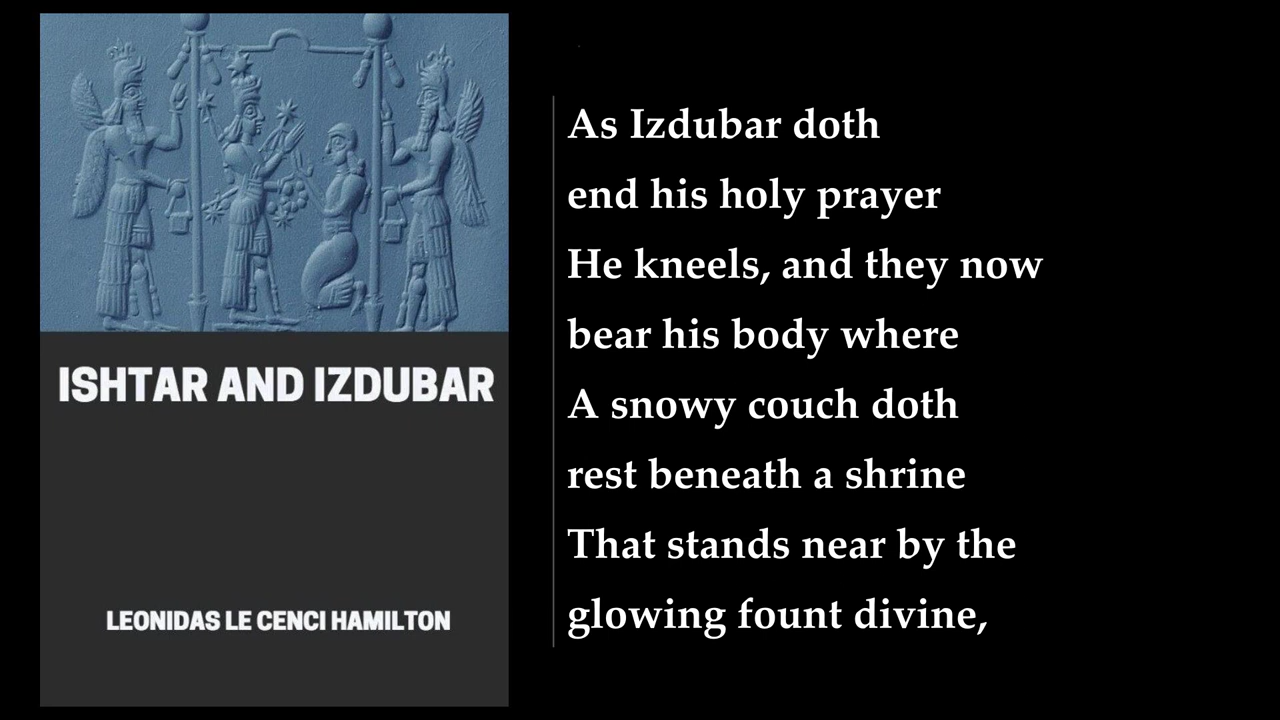 ISHTAR AND IZDUBAR
LEONIDAS LE CENCI HAMILTON
As Izdubar doth
end his holy prayer
He kneels, and they now
bear his body where
A snowy couch doth
rest beneath a shrine
That stands near by the
glowing fount divine,